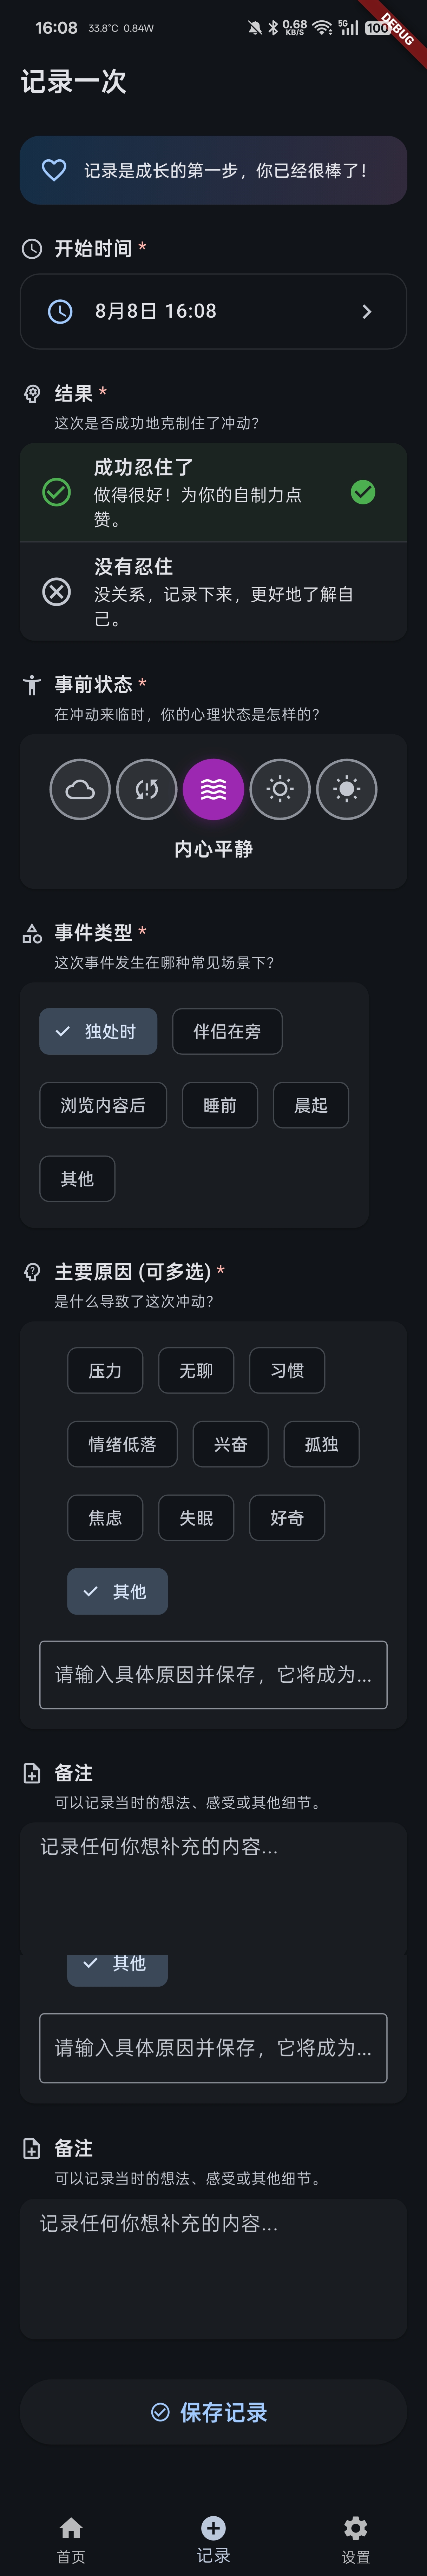 16:08 33.8°C 0.84W 0.68 KB/S 5G 100
DEBUG
记录一次
记录是成长的第一步，你已经很棒了！
开始时间 *
8月8日 16:08
结果 *
这次是否成功地克制住了冲动？
成功忍住了
做得很好！为你的自制力点
赞。
没有忍住
没关系，记录下来，更好地了解自
己。
事前状态 *
在冲动来临时，你的心理状态是怎样的？
内心平静
事件类型 *
这次事件发生在哪种常见场景下？
独处时 伴侣在旁
浏览内容后 睡前 晨起
其他
主要原因 (可多选) *
是什么导致了这次冲动？
压力 无聊 习惯
情绪低落 兴奋 孤独
焦虑 失眠 好奇
其他
请输入具体原因并保存，它将成为...
备注
可以记录当时的想法、感受或其他细节。
记录任何你想补充的内容...
其他
请输入具体原因并保存，它将成为...
备注
可以记录当时的想法、感受或其他细节。
记录任何你想补充的内容...
保存记录
首页 记录 设置